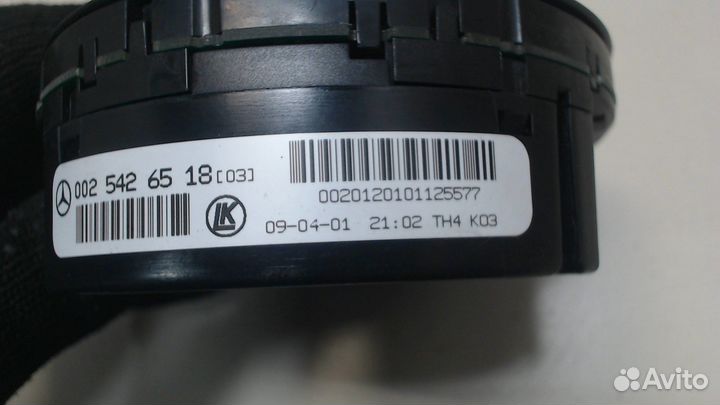 002 542 65 18 [03]
0020120101125577
LK
09-04-01 21:02 TH4 K03
Avito